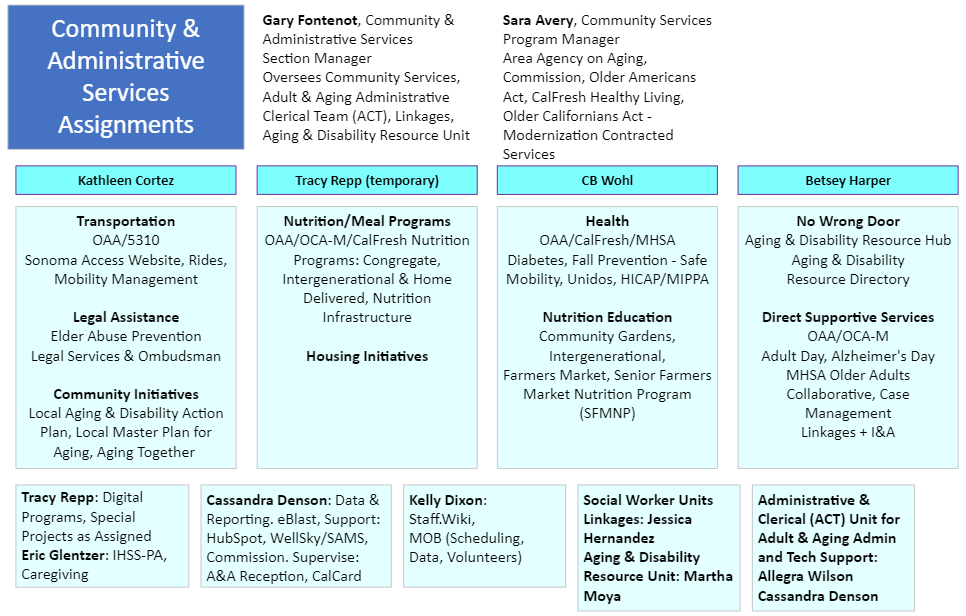 Community &
Administrative
Services
Assignments
Gary Fontenot, Community &
Administrative Services
Section Manager
Oversees Community Services,
Adult & Aging Administrative
Clerical Team (ACT), Linkages,
Aging & Disability Resource Unit
Sara Avery, Community Services
Program Manager
Area Agency on Aging,
Commission, Older Americans
Act, CalFresh Healthy Living,
Older Californians Act -
Modernization Contracted
Services
Kathleen Cortez
Transportation
OAA/5310
Sonoma Access Website, Rides,
Mobility Management
Legal Assistance
Elder Abuse Prevention
Legal Services & Ombudsman
Community Initiatives
Local Aging & Disability Action
Plan, Local Master Plan for
Aging, Aging Together
Tracy Repp (temporary)
Nutrition/Meal Programs
OAA/OCA-M/CalFresh Nutrition
Programs: Congregate,
Intergenerational & Home
Delivered, Nutrition
Infrastructure
Housing Initiatives
CB Wohl
Health
OAA/CalFresh/MHSA
Diabetes, Fall Prevention - Safe
Mobility, Unidos, HICAP/MIPPA
Nutrition Education
Community Gardens,
Intergenerational,
Farmers Market, Senior Farmers
Market Nutrition Program
(SFMNP)
Betsey Harper
No Wrong Door
Aging & Disability Resource Hub
Aging & Disability
Resource Directory
Direct Supportive Services
OAA/OCA-M
Adult Day, Alzheimer's Day
MHSA Older Adults
Collaborative, Case
Management
Linkages + I&A
Tracy Repp: Digital
Programs, Special
Projects as Assigned
Eric Glentzer: IHSS-PA,
Caregiving
Cassandra Denson: Data &
Reporting. eBlast, Support:
HubSpot, WellSky/SAMS,
Commission. Supervise:
A&A Reception, CalCard
Kelly Dixon:
Staff.Wiki,
MOB (Scheduling,
Data, Volunteers)
Social Worker Units
Linkages: Jessica
Hernandez
Aging & Disability
Resource Unit: Martha
Moya
Administrative &
Clerical (ACT) Unit for
Adult & Aging Admin
and Tech Support:
Allegra Wilson
Cassandra Denson